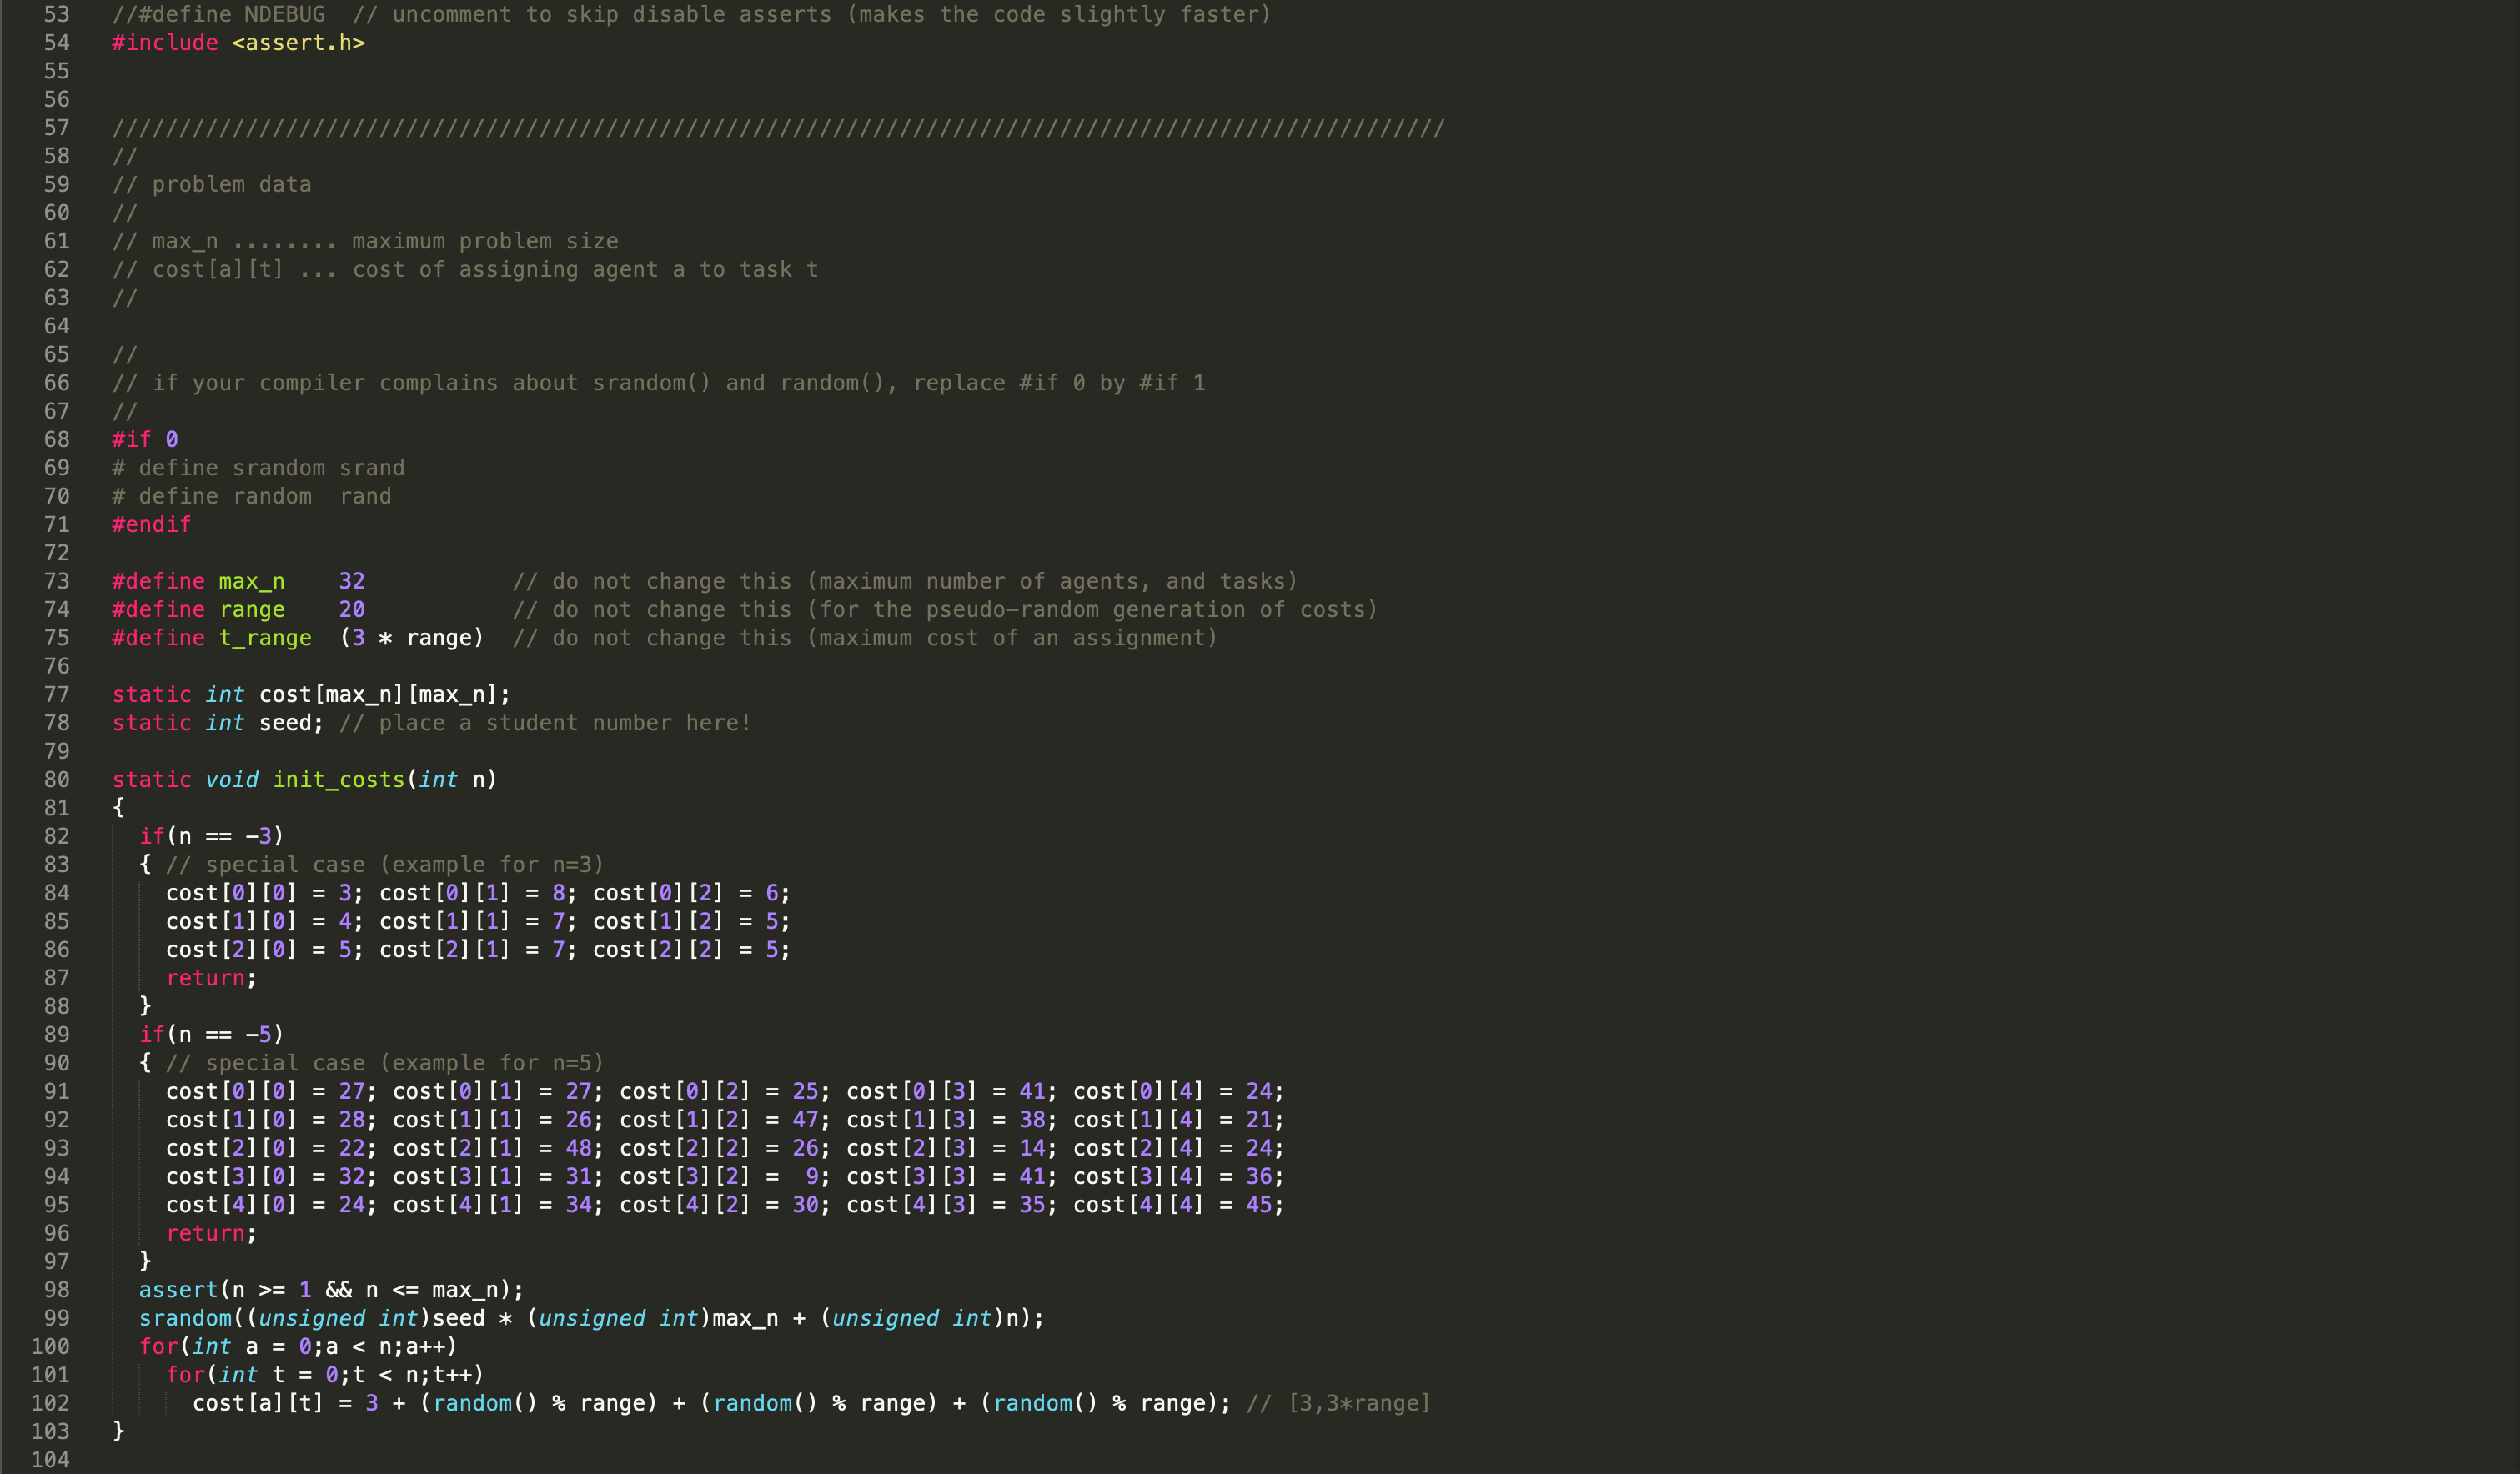 53 //#define NDEBUG  // uncomment to skip disable asserts (makes the code slightly faster)
54 #include <assert.h>
55
56
57 ////////////////////////////////////////////////////////////////////////////////////////////////////
58 //
59 // problem data
60 //
61 // max_n ........ maximum problem size
62 // cost[a][t] ... cost of assigning agent a to task t
63 //
64
65 //
66 // if your compiler complains about srandom() and random(), replace #if 0 by #if 1
67 //
68 #if 0
69 # define srandom srand
70 # define random  rand
71 #endif
72
73 #define max_n    32           // do not change this (maximum number of agents, and tasks)
74 #define range    20           // do not change this (for the pseudo-random generation of costs)
75 #define t_range  (3 * range)  // do not change this (maximum cost of an assignment)
76
77 static int cost[max_n][max_n];
78 static int seed; // place a student number here!
79
80 static void init_costs(int n)
81 {
82   if(n == -3)
83   { // special case (example for n=3)
84     cost[0][0] = 3; cost[0][1] = 8; cost[0][2] = 6;
85     cost[1][0] = 4; cost[1][1] = 7; cost[1][2] = 5;
86     cost[2][0] = 5; cost[2][1] = 7; cost[2][2] = 5;
87     return;
88   }
89   if(n == -5)
90   { // special case (example for n=5)
91     cost[0][0] = 27; cost[0][1] = 27; cost[0][2] = 25; cost[0][3] = 41; cost[0][4] = 24;
92     cost[1][0] = 28; cost[1][1] = 26; cost[1][2] = 47; cost[1][3] = 38; cost[1][4] = 21;
93     cost[2][0] = 22; cost[2][1] = 48; cost[2][2] = 26; cost[2][3] = 14; cost[2][4] = 24;
94     cost[3][0] = 32; cost[3][1] = 31; cost[3][2] =  9; cost[3][3] = 41; cost[3][4] = 36;
95     cost[4][0] = 24; cost[4][1] = 34; cost[4][2] = 30; cost[4][3] = 35; cost[4][4] = 45;
96     return;
97   }
98   assert(n >= 1 && n <= max_n);
99   srandom((unsigned int)seed * (unsigned int)max_n + (unsigned int)n);
100   for(int a = 0;a < n;a++)
101     for(int t = 0;t < n;t++)
102       cost[a][t] = 3 + (random() % range) + (random() % range) + (random() % range); // [3,3*range]
103 }
104